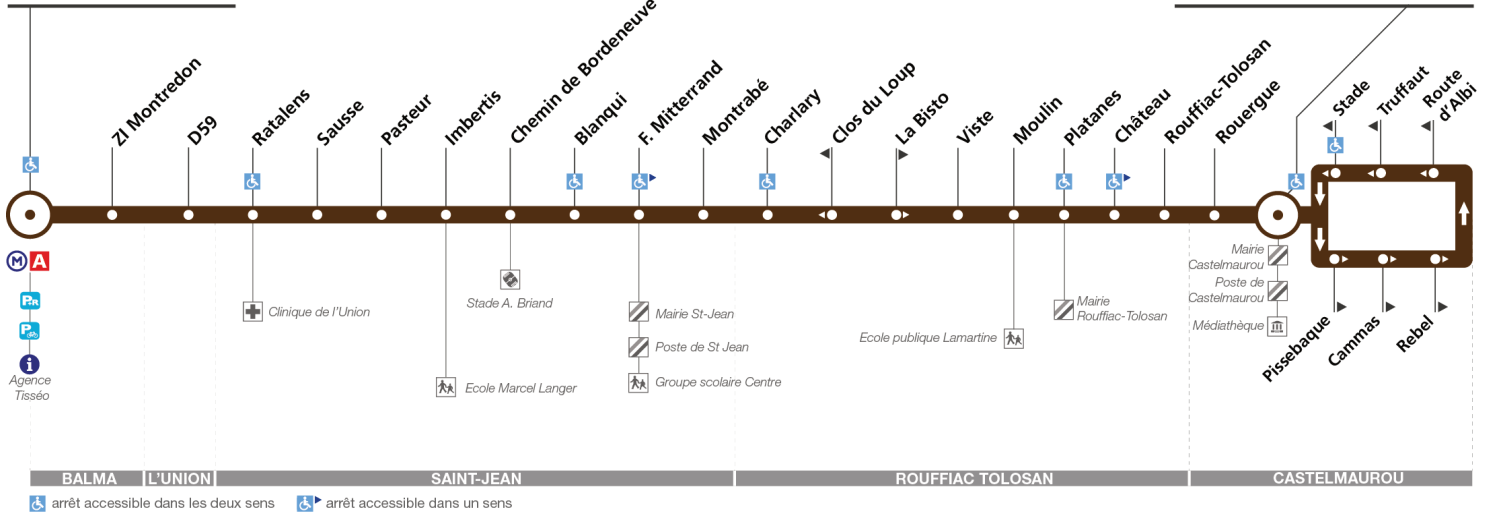 ZI Montredon
D59
Ratalens
Sausse
Pasteur
Imbertis
Chemin de Bordeneuve
Blanqui
F. Mitterrand
Montrabé
Charlary
Clos du Loup
La Bisto
Viste
Moulin
Platanes
Château
Rouffiac-Tolosan
Rouergue
Stade
Truffaut
Route
d'Albi
M A
P+R
P
i
Agence
Tisséo
Clinique de l'Union
Ecole Marcel Langer
Stade A. Briand
Mairie St-Jean
Poste de St Jean
Groupe scolaire Centre
Ecole publique Lamartine
Mairie
Rouffiac-Tolosan
Mairie
Castelmaurou
Poste de
Castelmaurou
Médiathèque
Pissebaque
Cammas
Rebel
BALMA
L'UNION
SAINT-JEAN
ROUFFIAC TOLOSAN
CASTELMAUROU
arrêt accessible dans les deux sens
arrêt accessible dans un sens